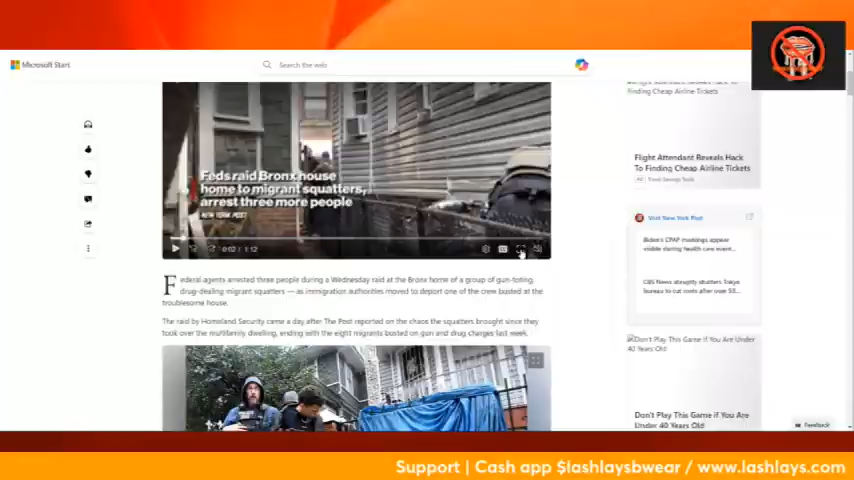 Microsoft Start
Search the web
Finding Cheap Airline Tickets
Feds raid Bronx house
home to migrant squatters,
arrest three more people
NEW YORK POST
0:02 / 1:12
Flight Attendant Reveals Hack
To Finding Cheap Airline Tickets
Ad
Visit New York Post
Biden's CPAP markings appear
visible during health care event...
CBS News abruptly shutters Tokyo
bureau to cut costs after over 50...
Federal agents arrested three people during a Wednesday raid at the Bronx home of a group of gun-toting,
drug-dealing migrant squatters — as immigration authorities moved to deport one of the crew busted at the
troublesome house.
The raid by Homeland Security came a day after The Post reported on the chaos the squatters brought since they
took over the multifamily dwelling, ending with the eight migrants busted on gun and drug charges last week.
Don't Play This Game if You Are Under
40 Years Old!
Don't Play This Game if You Are
Under 40 Years Old
Feedback
Support | Cash app $lashlaysbwear / www.lashlays.com